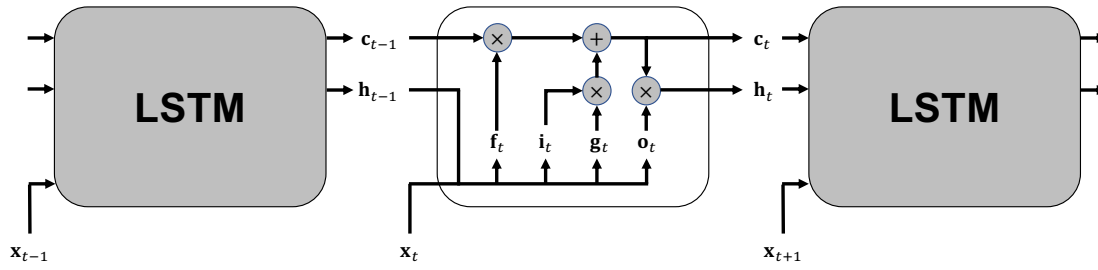 LSTM
c_{t−1}
h_{t−1}
x_{t−1}
×
+
×
×
f_t
i_t
g_t
o_t
x_t
c_t
h_t
LSTM
x_{t+1}